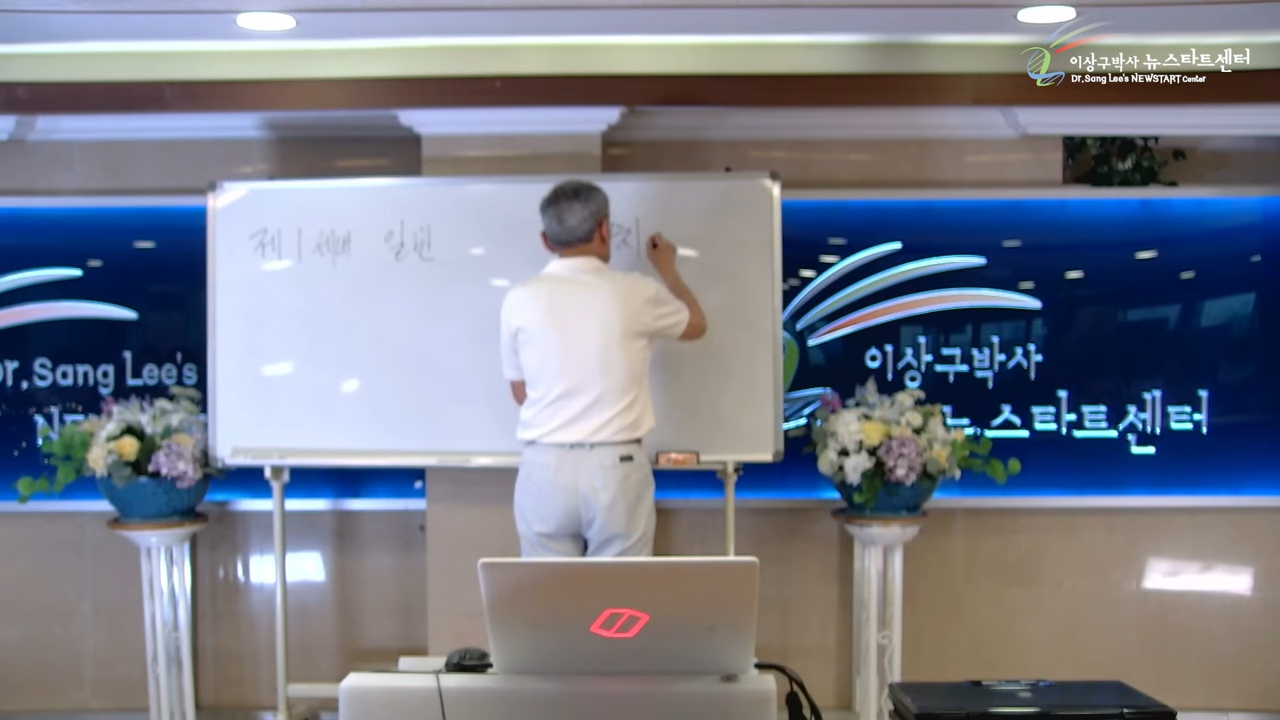 이상구박사 뉴스타트센터
Dr. Sang Lee's NEWSTART Center
제 1 세대 일반
Dr. Sang Lee's
이상구박사
뉴스타트센터